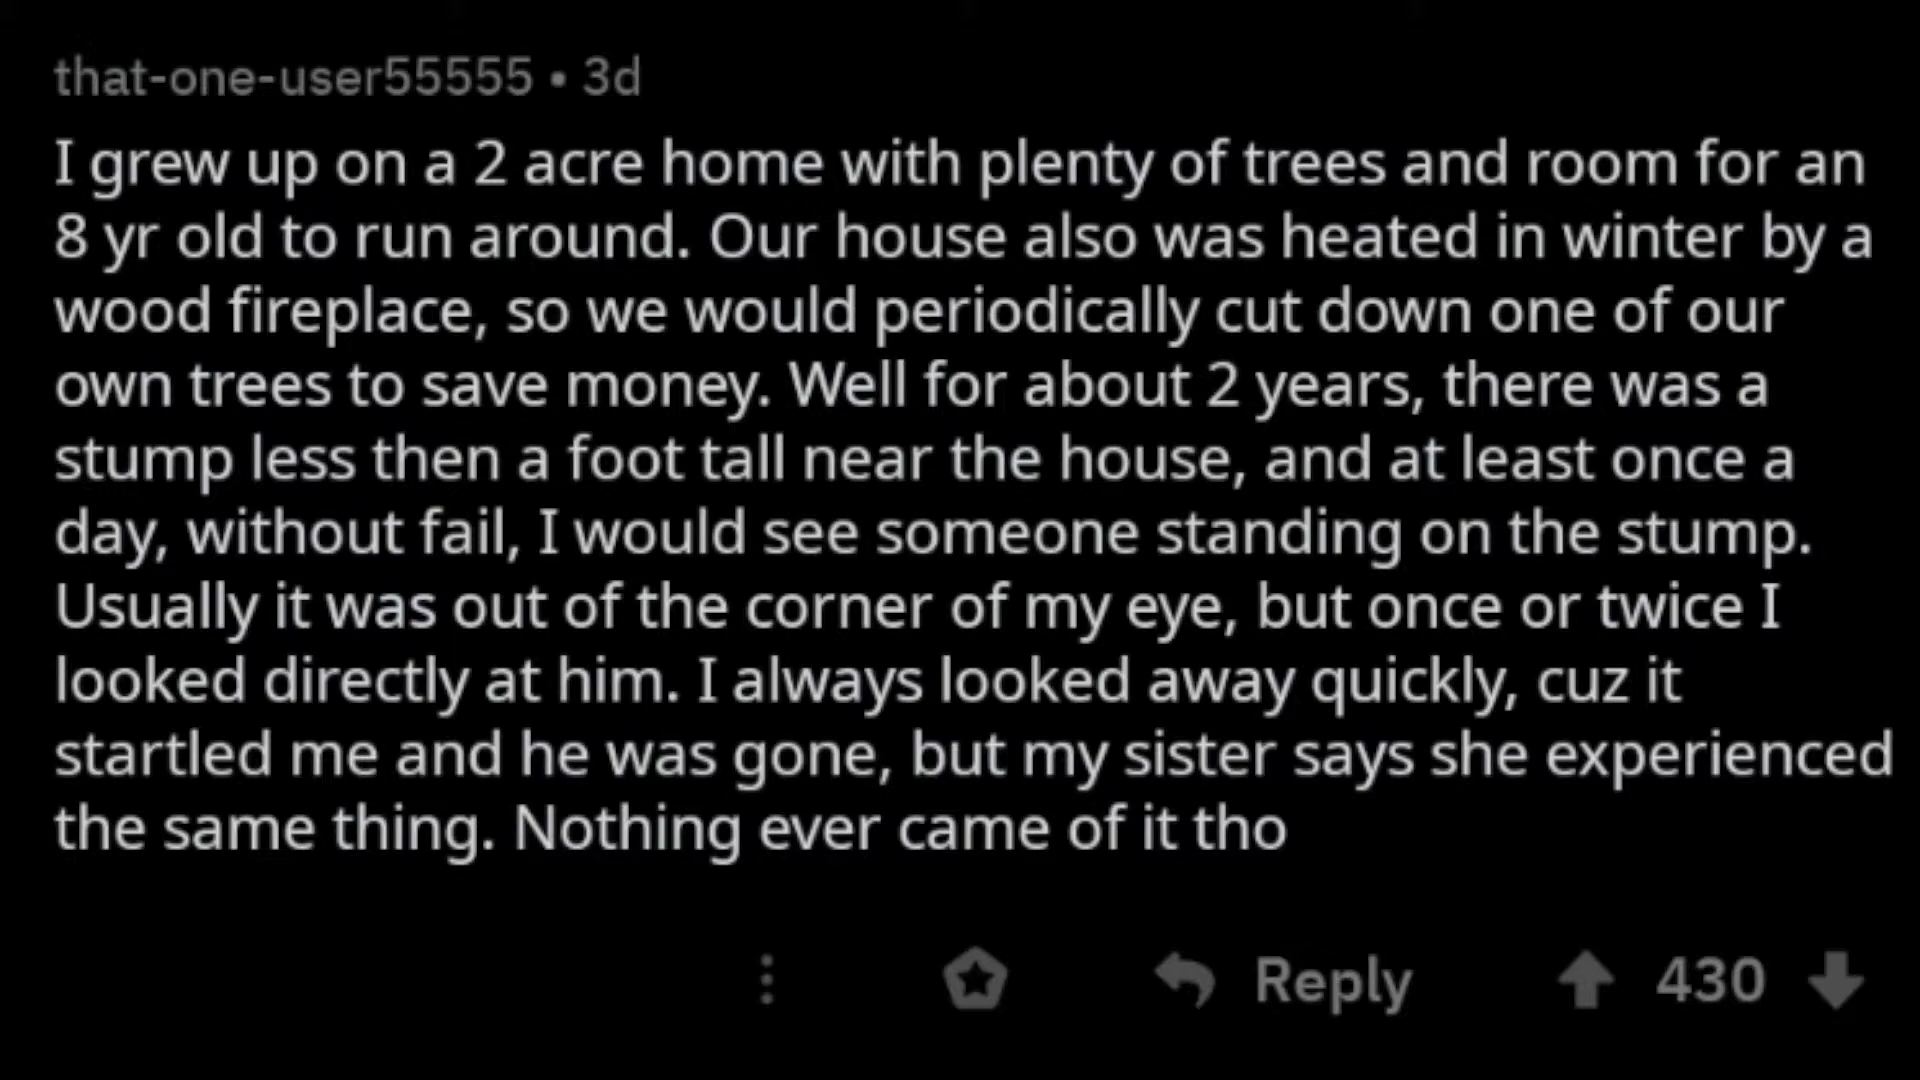 that-one-user55555 • 3d
I grew up on a 2 acre home with plenty of trees and room for an
8 yr old to run around. Our house also was heated in winter by a
wood fireplace, so we would periodically cut down one of our
own trees to save money. Well for about 2 years, there was a
stump less then a foot tall near the house, and at least once a
day, without fail, I would see someone standing on the stump.
Usually it was out of the corner of my eye, but once or twice I
looked directly at him. I always looked away quickly, cuz it
startled me and he was gone, but my sister says she experienced
the same thing. Nothing ever came of it tho
Reply 430